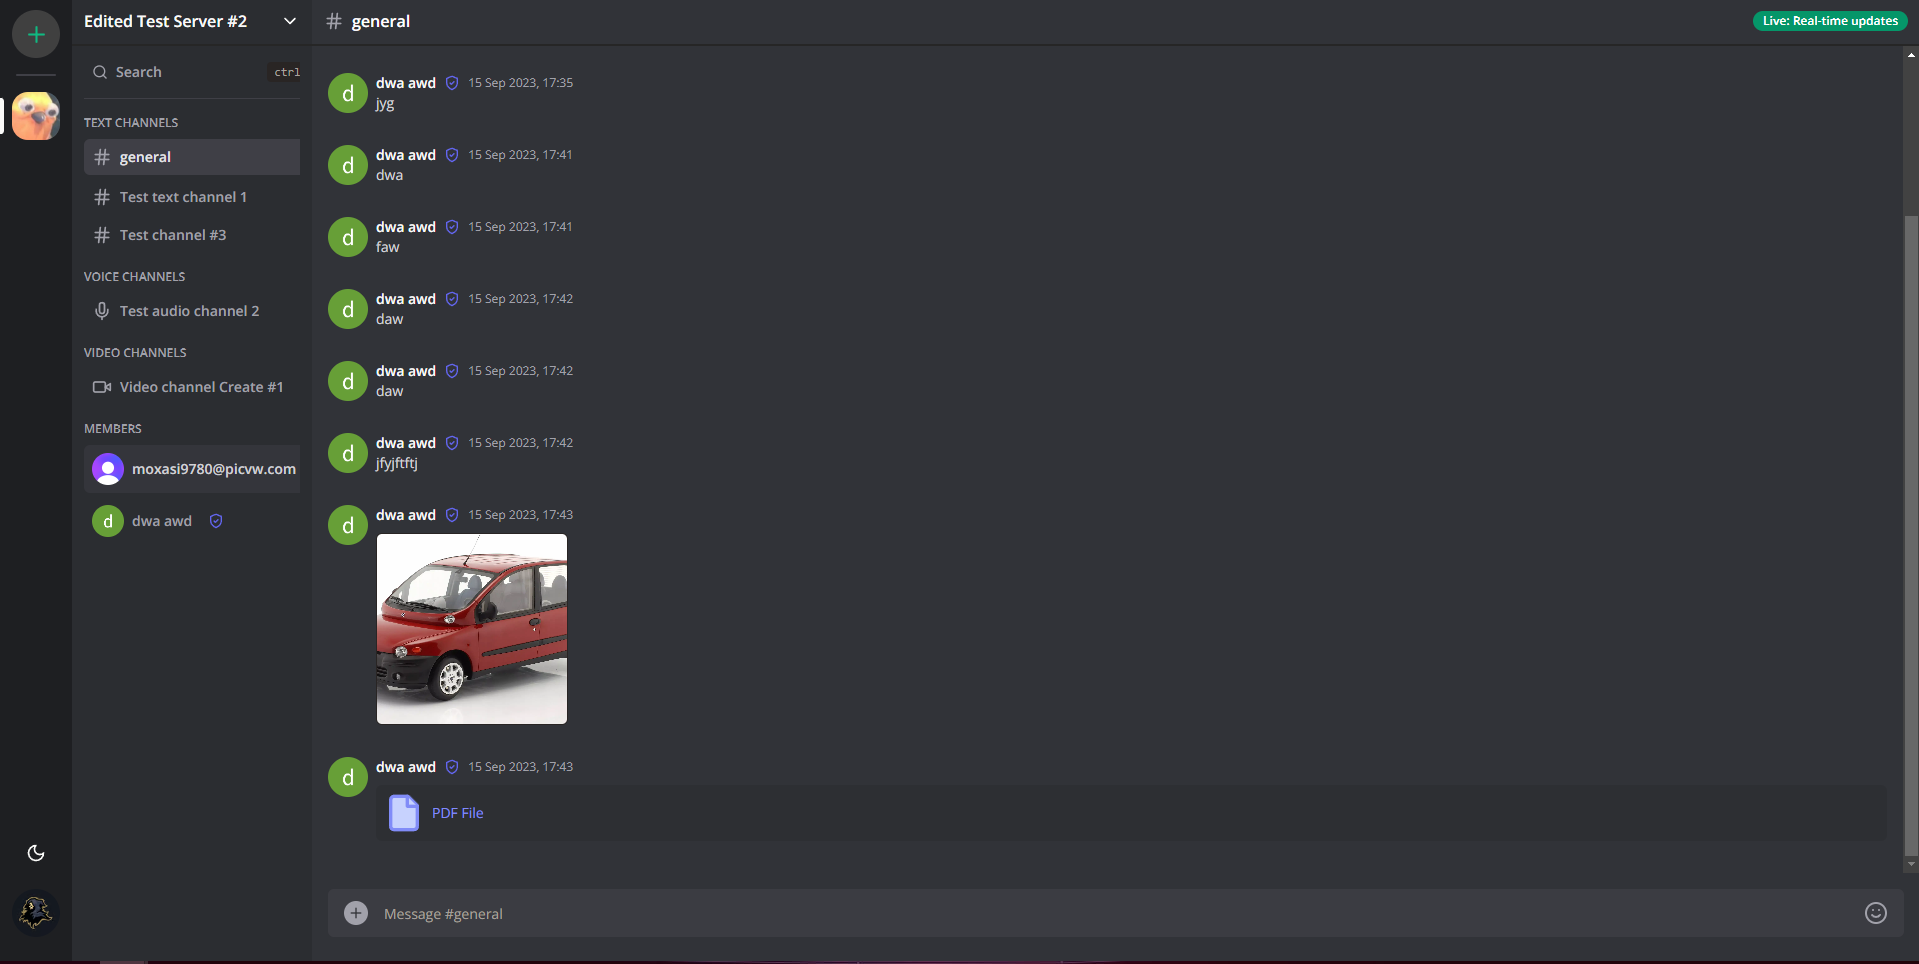 Edited Test Server #2
Search
ctrl
TEXT CHANNELS
general
Test text channel 1
Test channel #3
VOICE CHANNELS
Test audio channel 2
VIDEO CHANNELS
Video channel Create #1
MEMBERS
moxasi9780@picvw.com
d dwa awd
# general
Live: Real-time updates
d dwa awd 15 Sep 2023, 17:35
jyg
d dwa awd 15 Sep 2023, 17:41
dwa
d dwa awd 15 Sep 2023, 17:41
faw
d dwa awd 15 Sep 2023, 17:42
daw
d dwa awd 15 Sep 2023, 17:42
daw
d dwa awd 15 Sep 2023, 17:42
jfyjftftj
d dwa awd 15 Sep 2023, 17:43
d dwa awd 15 Sep 2023, 17:43
PDF File
Message #general